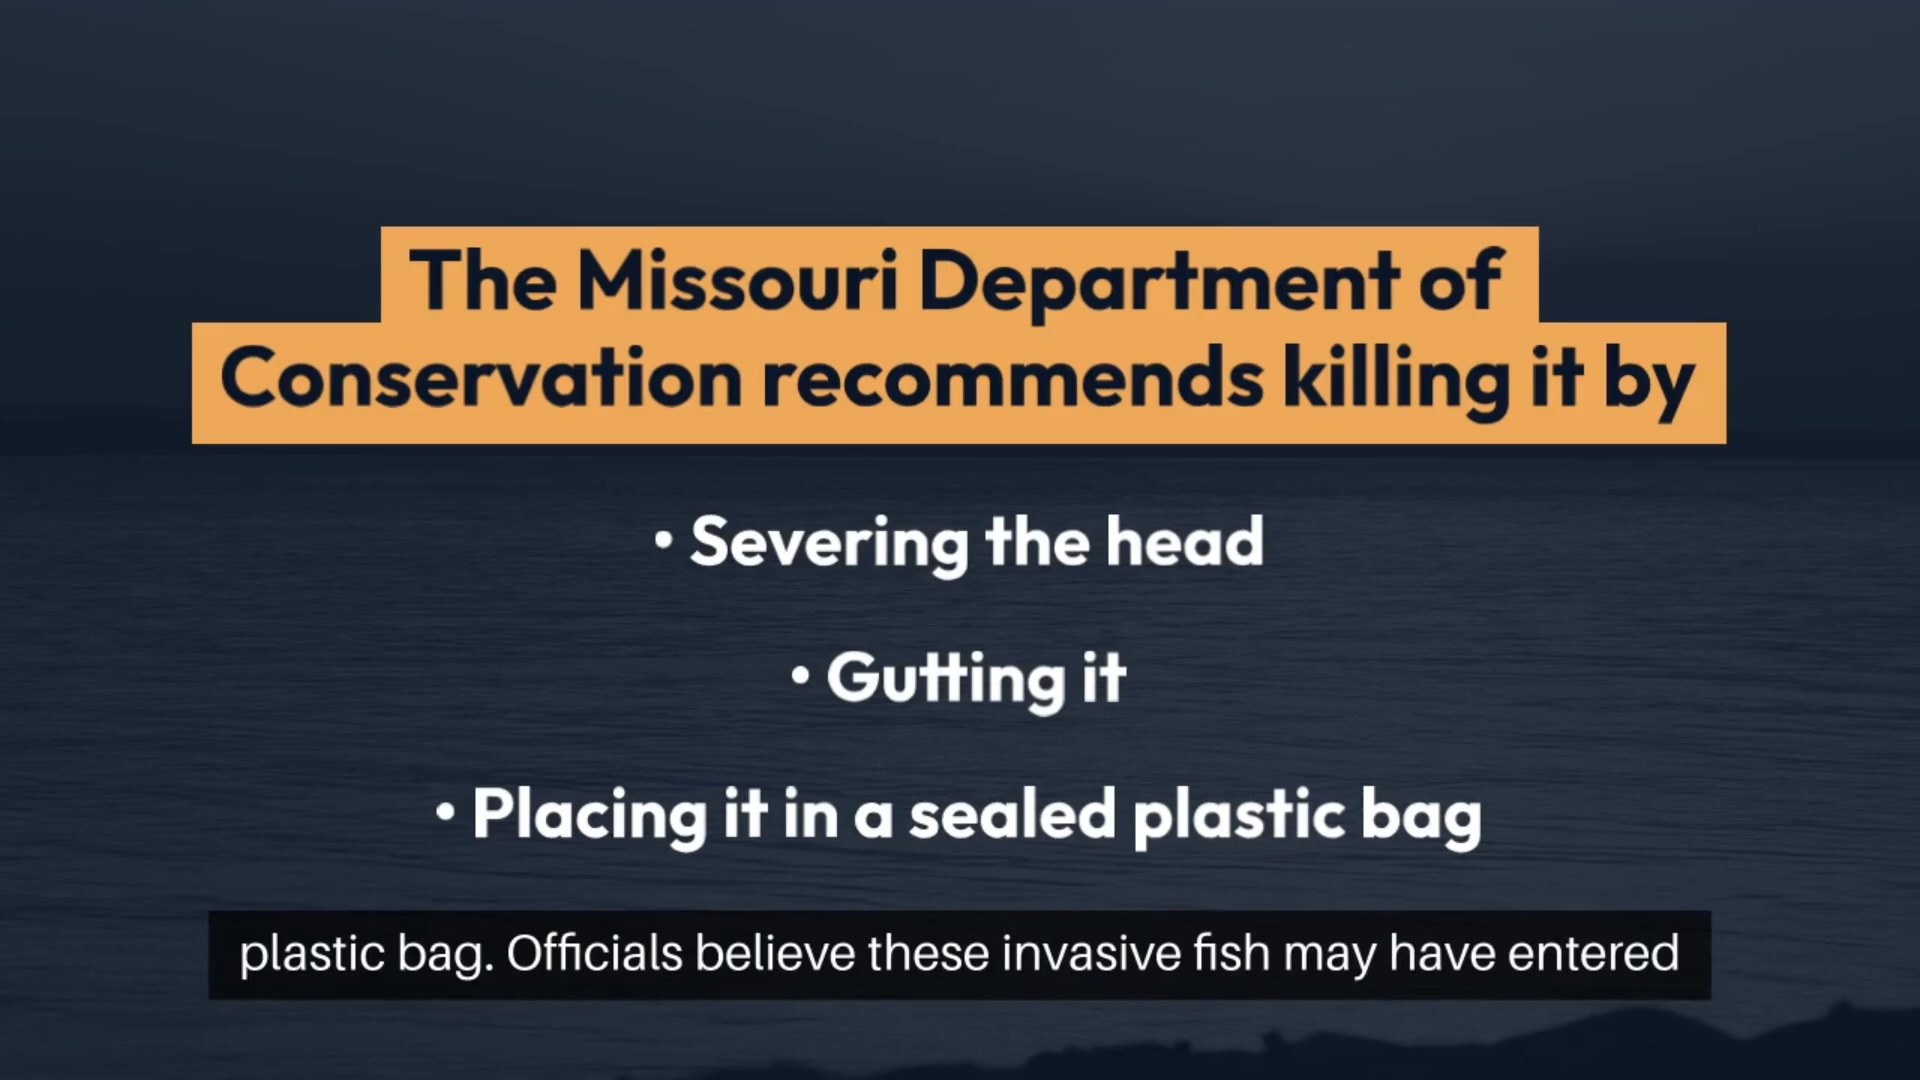 The Missouri Department of
Conservation recommends killing it by
• Severing the head
• Gutting it
• Placing it in a sealed plastic bag
plastic bag. Officials believe these invasive fish may have entered